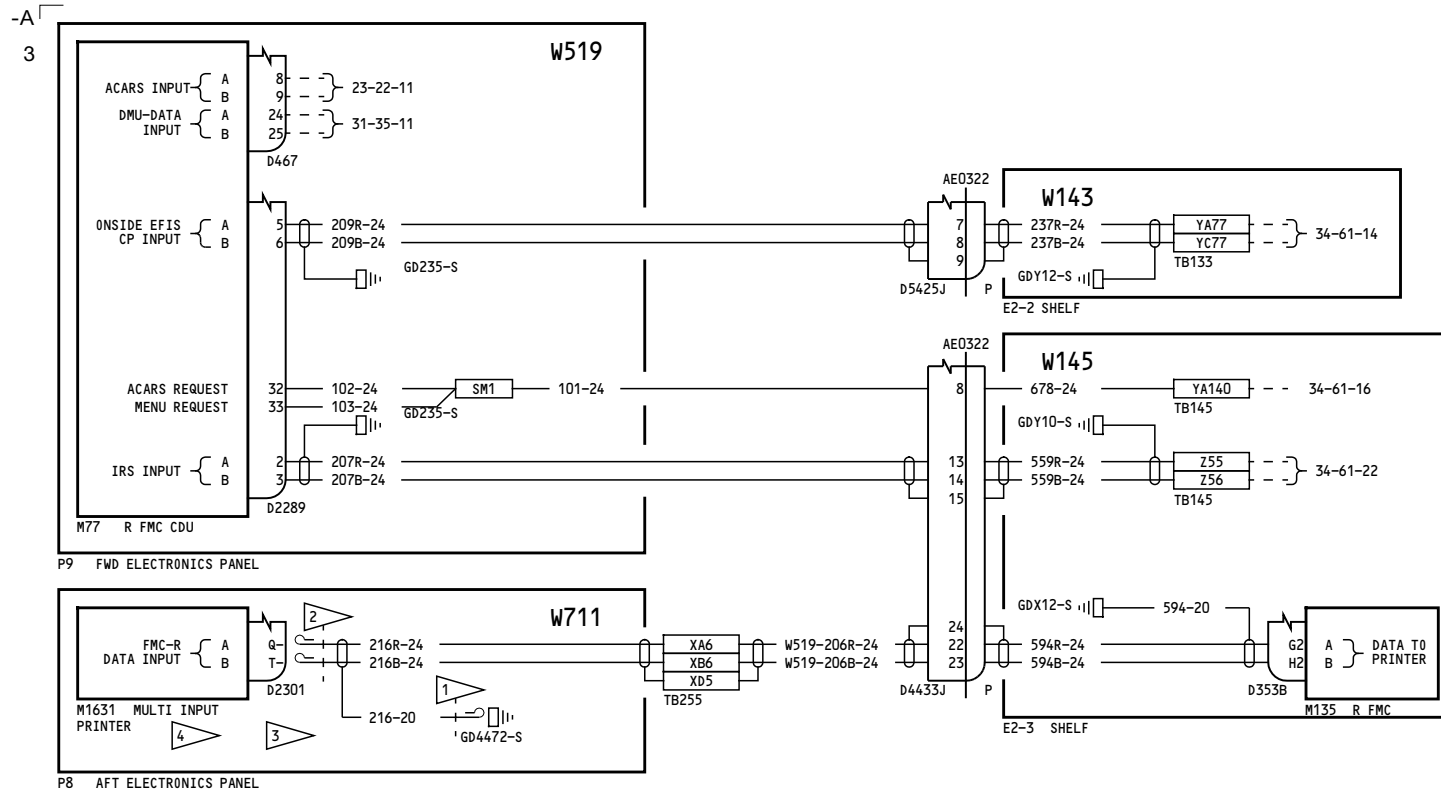 -A
3
W519
ACARS INPUT
A
B
8
9
23-22-11
DMU-DATA
INPUT
A
B
24
25
31-35-11
D467
ONSIDE EFIS
CP INPUT
A
B
5
6
209R-24
209B-24
GD235-S
ACARS REQUEST
32
102-24
SM1
101-24
MENU REQUEST
33
103-24
GD235-S
IRS INPUT
A
B
2
3
207R-24
207B-24
D2289
M77 R FMC CDU
P9 FWD ELECTRONICS PANEL
AE0322
7
8
9
D5425J
P
W143
237R-24
237B-24
YA77
YC77
TB133
34-61-14
GDY12-S
E2-2 SHELF
AE0322
8
13
14
15
24
22
23
D4433J
P
W145
678-24
YA140
TB145
34-61-16
GDY10-S
559R-24
559B-24
Z55
Z56
TB145
34-61-22
GDX12-S
594-20
594R-24
594B-24
G2
H2
A
B
DATA TO
PRINTER
D353B
M135 R FMC
E2-3 SHELF
W711
FMC-R
DATA INPUT
A
B
Q-
T-
2
216R-24
216B-24
D2301
M1631 MULTI INPUT
PRINTER
4
3
1
216-20
GD4472-S
XA6
XB6
XD5
TB255
W519-206R-24
W519-206B-24
P8 AFT ELECTRONICS PANEL